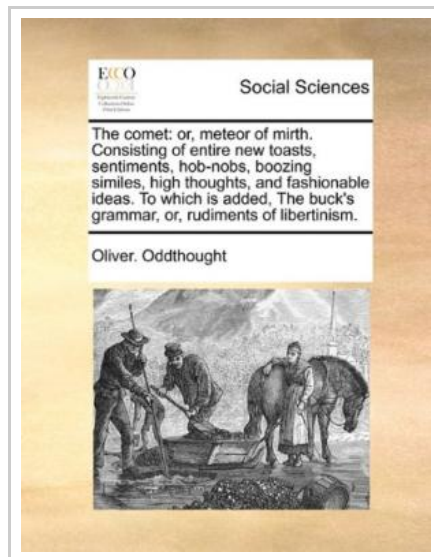 ECCO
Social Sciences
The comet: or, meteor of mirth.
Consisting of entire new toasts,
sentiments, hob-nobs, boozing
similes, high thoughts, and fashionable
ideas. To which is added, The buck's
grammar, or, rudiments of libertinism.
Oliver. Oddthought